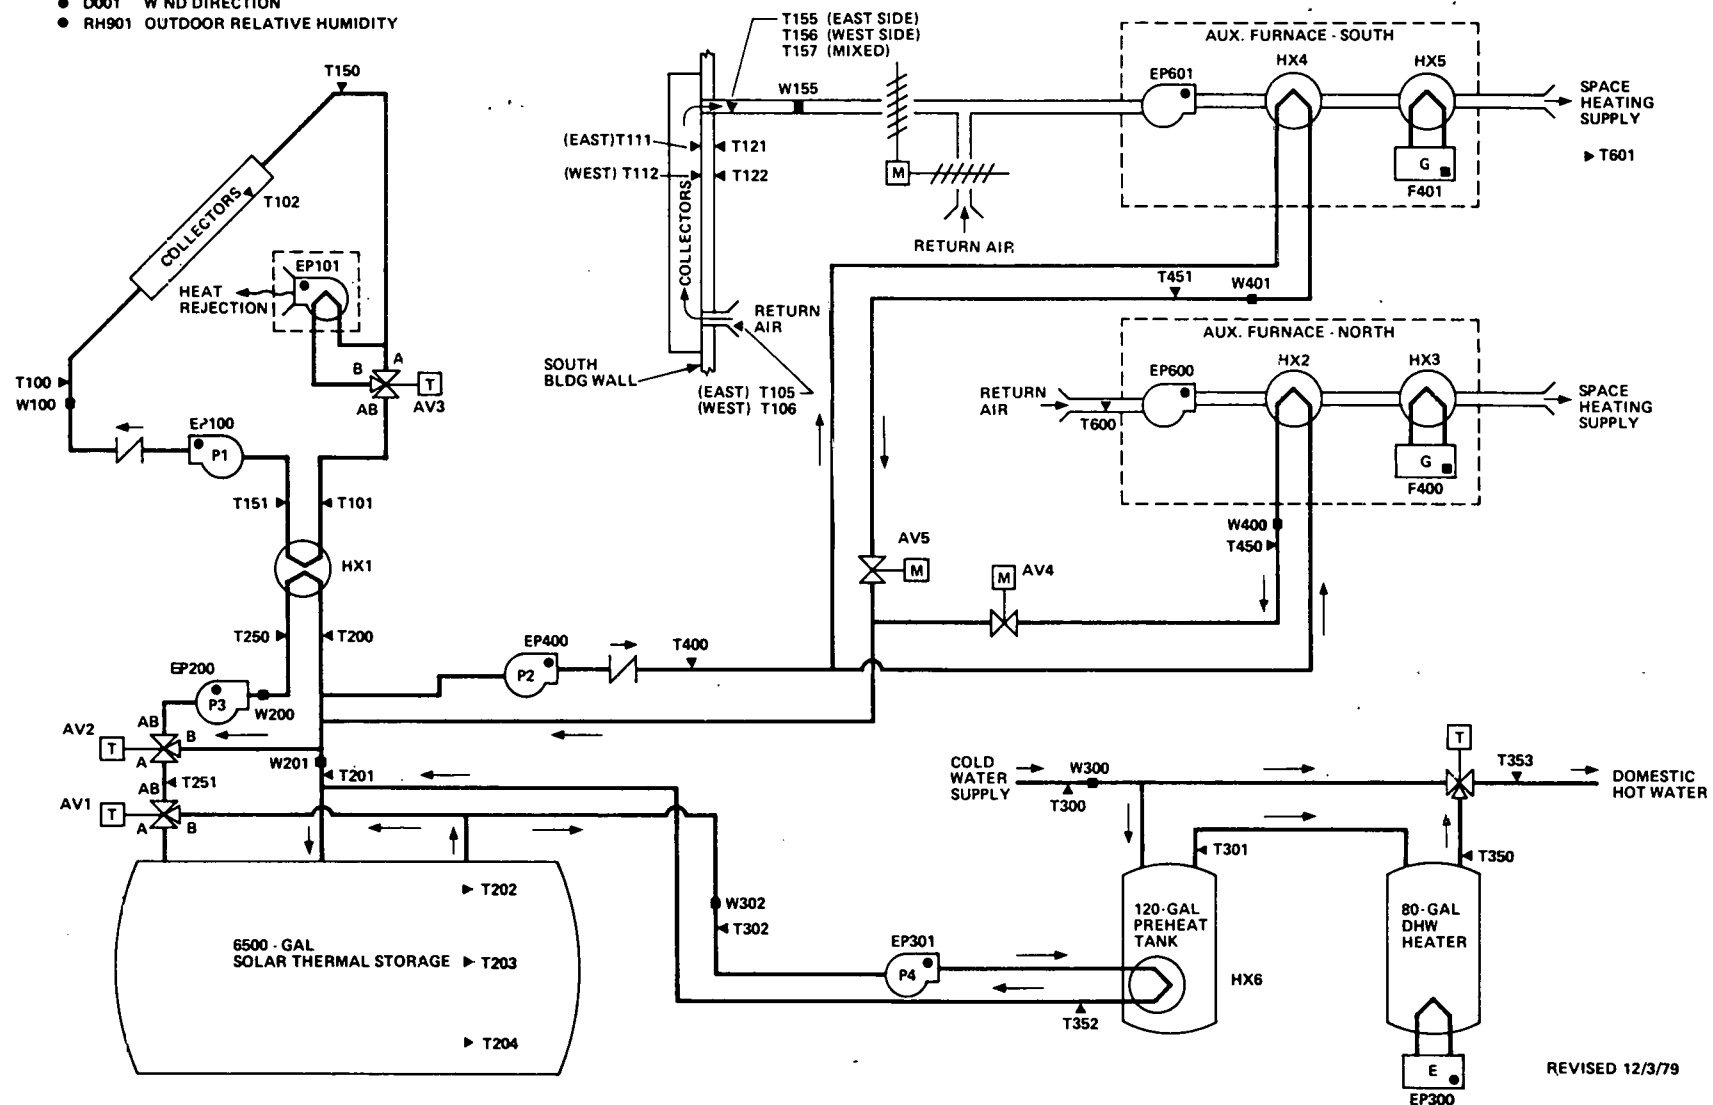 D001 W ND DIRECTION
RH901 OUTDOOR RELATIVE HUMIDITY
T150
COLLECTORS
T102
EP101
HEAT
REJECTION
A
B
AB
T
AV3
T100
W100
EP100
P1
T151
T101
HX1
T250
T200
EP200
P3
W200
AV2
T
AB
B
A
W201
T201
T251
AV1
T
AB
A
B
T202
6500 - GAL
SOLAR THERMAL STORAGE
T203
T204
T155 (EAST SIDE)
T156 (WEST SIDE)
T157 (MIXED)
W155
(EAST) T111
T121
(WEST) T112
T122
COLLECTORS
M
RETURN AIR
RETURN
AIR
SOUTH
BLDG WALL
(EAST) T105
(WEST) T106
AUX. FURNACE - SOUTH
EP601
HX4
HX5
G
F401
SPACE
HEATING
SUPPLY
T601
T451
W401
AUX. FURNACE - NORTH
EP600
HX2
HX3
RETURN
AIR
T600
G
F400
SPACE
HEATING
SUPPLY
W400
T450
AV5
M
M
AV4
EP400
P2
T400
COLD
WATER
SUPPLY
W300
T300
T
T353
DOMESTIC
HOT WATER
T301
T350
W302
T302
EP301
P4
120-GAL
PREHEAT
TANK
HX6
T352
80-GAL
DHW
HEATER
E
EP300
REVISED 12/3/79